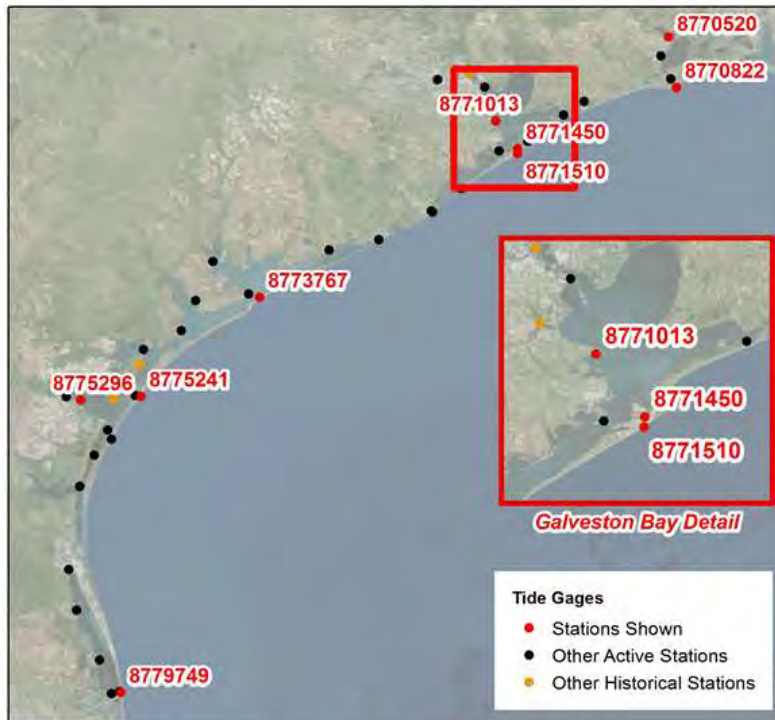 8770520
8770822
8771013
8771450
8771510
8773767
8771013
8775296
8775241
8771450
8771510
Galveston Bay Detail
Tide Gages
Stations Shown
Other Active Stations
8779749
Other Historical Stations